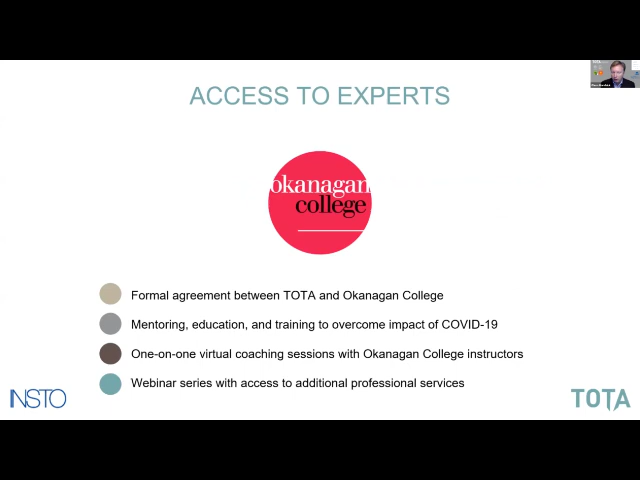 ACCESS TO EXPERTS
okanagan
college
Formal agreement between TOTA and Okanagan College
Mentoring, education, and training to overcome impact of COVID-19
One-on-one virtual coaching sessions with Okanagan College instructors
Webinar series with access to additional professional services
INSTO
TOTA